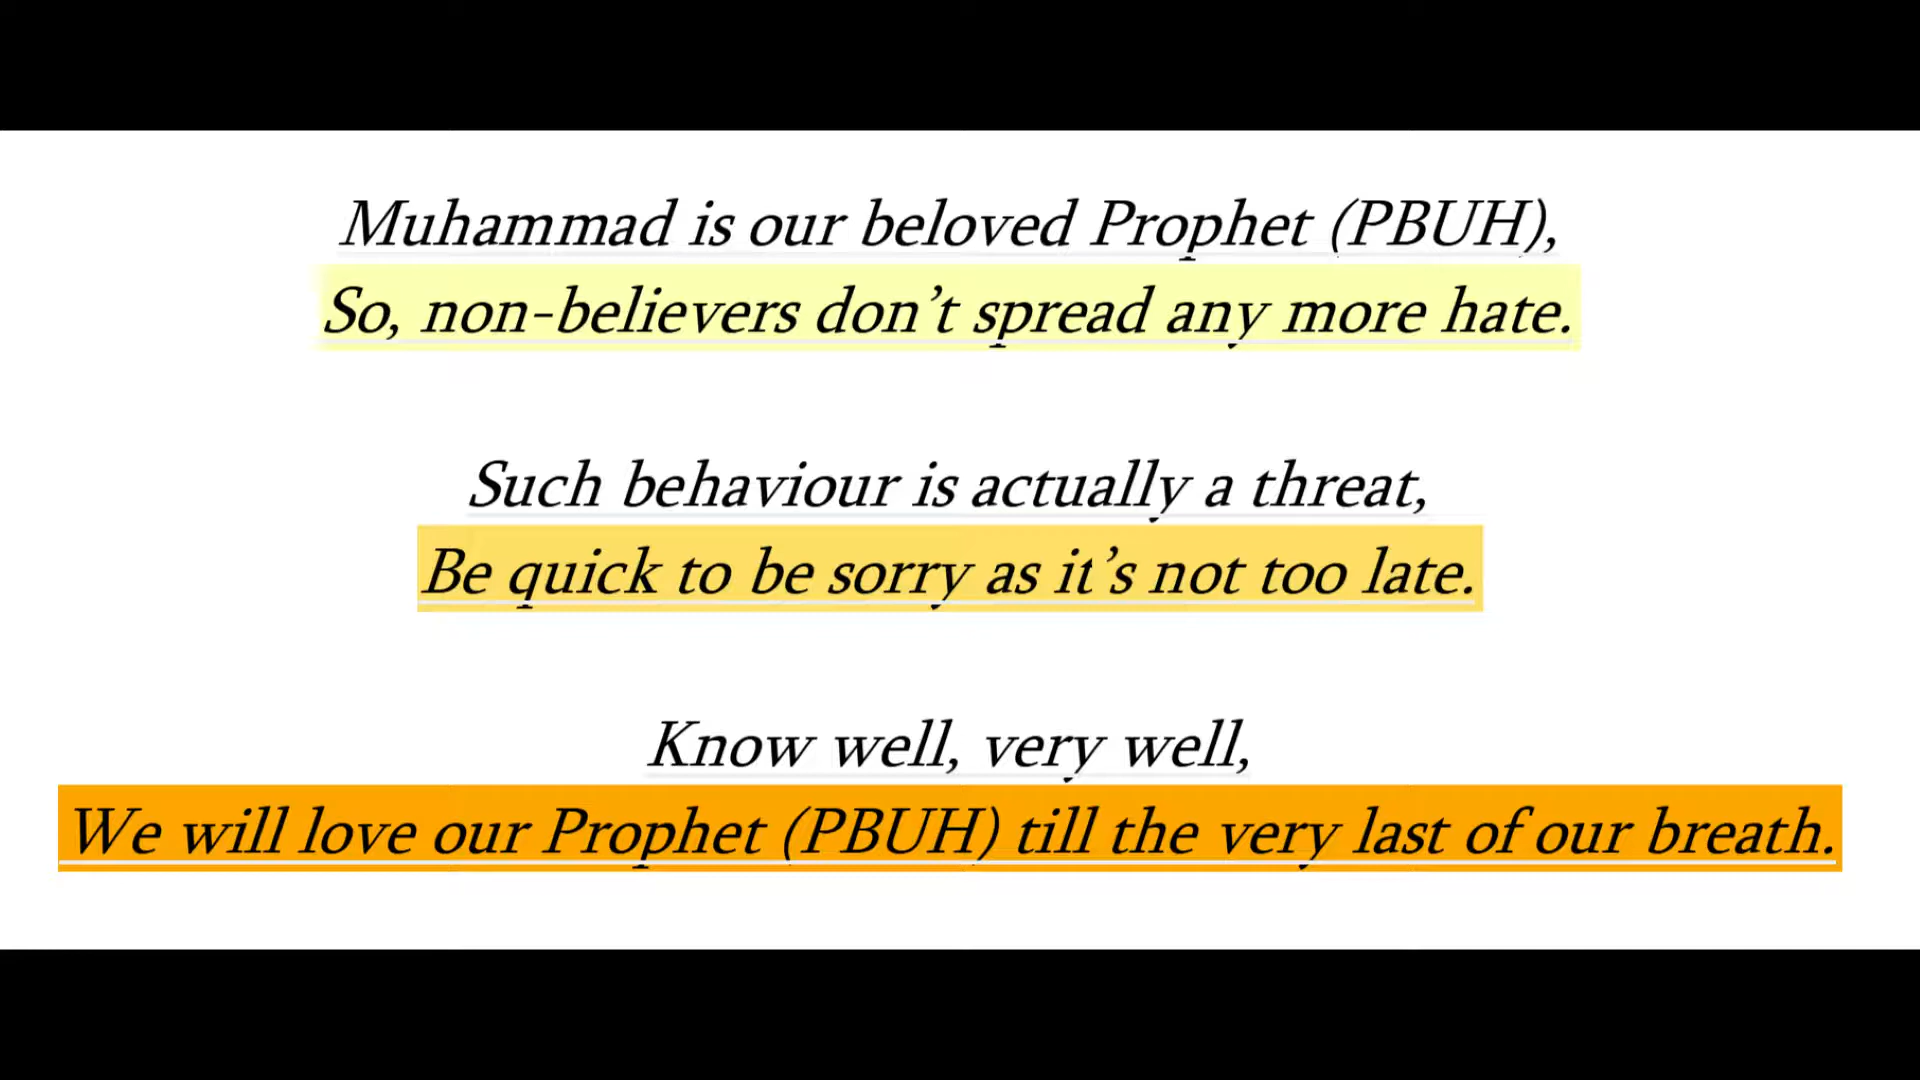 Muhammad is our beloved Prophet (PBUH),
So, non-believers don’t spread any more hate.
Such behaviour is actually a threat,
Be quick to be sorry as it’s not too late.
Know well, very well,
We will love our Prophet (PBUH) till the very last of our breath.